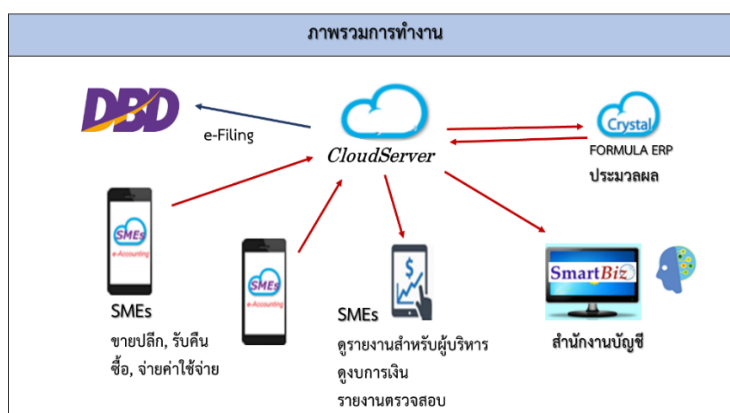 ภาพรวมการทำงาน
DBD
e-Filing
CloudServer
Crystal
FORMULA ERP
ประมวลผล
SMEs
e-Accounting
SMEs
e-Accounting
SmartBiz
SMEs
ขายปลีก, รับคืน
ซื้อ, จ่ายค่าใช้จ่าย
SMEs
ดูรายงานสำหรับผู้บริหาร
ดูงบการเงิน
รายงานตรวจสอบ
สำนักงานบัญชี